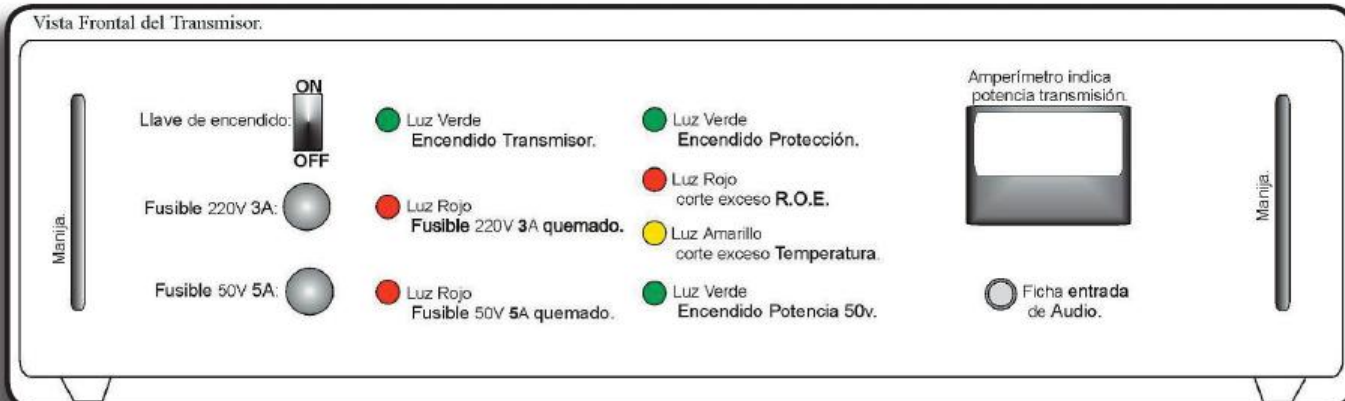 Vista Frontal del Transmisor.
Manija.
ON
Llave de encendido:
OFF
Fusible 220V 3A:
Fusible 50V 5A:
Luz Verde
Encendido Transmisor.
Luz Rojo
Fusible 220V 3A quemado.
Luz Rojo
Fusible 50V 5A quemado.
Luz Verde
Encendido Protección.
Luz Rojo
corte exceso R.O.E.
Luz Amarillo
corte exceso Temperatura.
Luz Verde
Encendido Potencia 50v.
Amperímetro indica
potencia transmisión.
Ficha entrada
de Audio.
Manija.